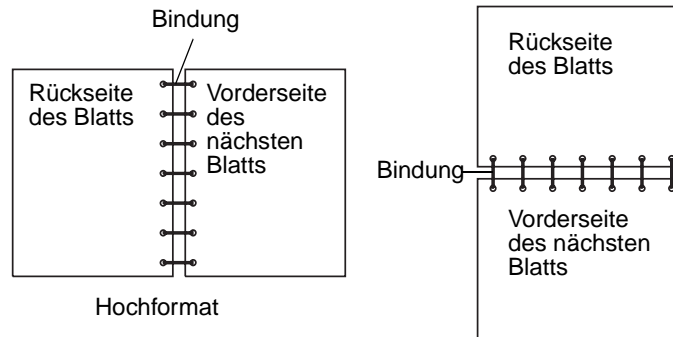 Bindung
Rückseite
des Blatts
Vorderseite
des
nächsten
Blatts
Hochformat
Rückseite
des Blatts
Bindung
Vorderseite
des nächsten
Blatts